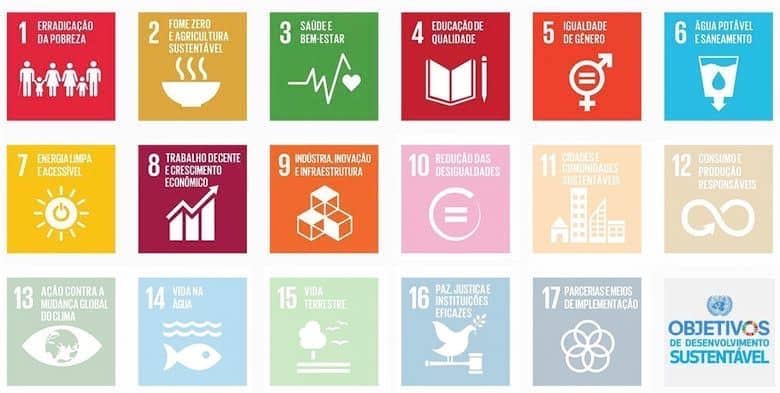 1 ERRADICAÇÃO
DA POBREZA
2 FOME ZERO
E AGRICULTURA
SUSTENTÁVEL
3 SAÚDE E
BEM-ESTAR
4 EDUCAÇÃO DE
QUALIDADE
5 IGUALDADE
DE GÊNERO
6 ÁGUA POTÁVEL
E SANEAMENTO
7 ENERGIA LIMPA
E ACESSÍVEL
8 TRABALHO DECENTE
E CRESCIMENTO
ECONÔMICO
9 INDÚSTRIA, INOVAÇÃO
E INFRAESTRUTURA
10 REDUÇÃO DAS
DESIGUALDADES
11 CIDADES E
COMUNIDADES
SUSTENTÁVEIS
12 CONSUMO E
PRODUÇÃO
RESPONSÁVEIS
13 AÇÃO CONTRA A
MUDANÇA GLOBAL
DO CLIMA
14 VIDA NA
ÁGUA
15 VIDA
TERRESTRE
16 PAZ, JUSTIÇA E
INSTITUIÇÕES
EFICAZES
17 PARCERIAS E MEIOS
DE IMPLEMENTAÇÃO
OBJETIVOS
DE DESENVOLVIMENTO
SUSTENTÁVEL